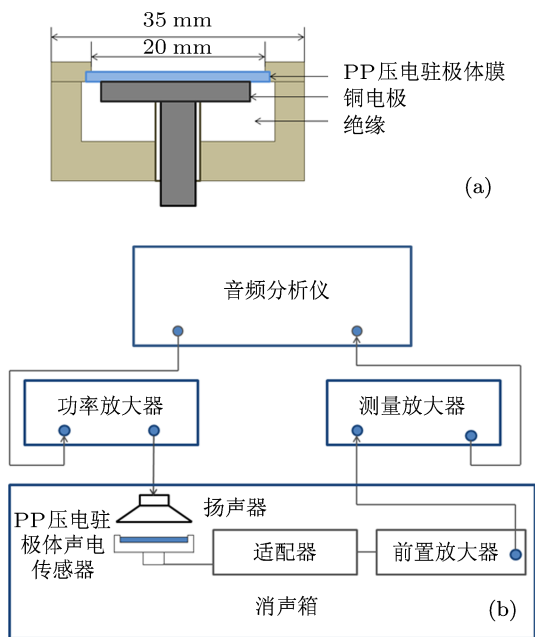 35 mm
20 mm
PP压电驻极体膜
铜电极
绝缘
(a)
音频分析仪
功率放大器
测量放大器
扬声器
PP压电驻
极体声电
传感器
适配器
前置放大器
消声箱
(b)